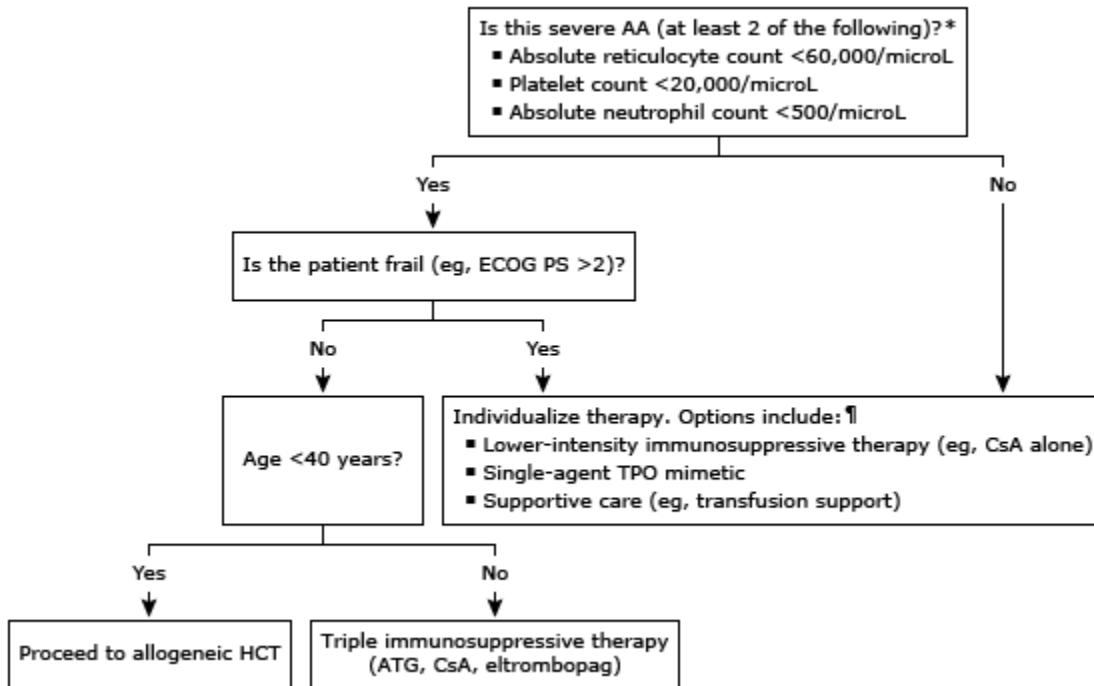 Is this severe AA (at least 2 of the following)?*
▪ Absolute reticulocyte count <60,000/microL
▪ Platelet count <20,000/microL
▪ Absolute neutrophil count <500/microL
Yes
No
Is the patient frail (eg, ECOG PS >2)?
No
Yes
Age <40 years?
Individualize therapy. Options include:¶
▪ Lower-intensity immunosuppressive therapy (eg, CsA alone)
▪ Single-agent TPO mimetic
▪ Supportive care (eg, transfusion support)
Yes
No
Proceed to allogeneic HCT
Triple immunosuppressive therapy
(ATG, CsA, eltrombopag)